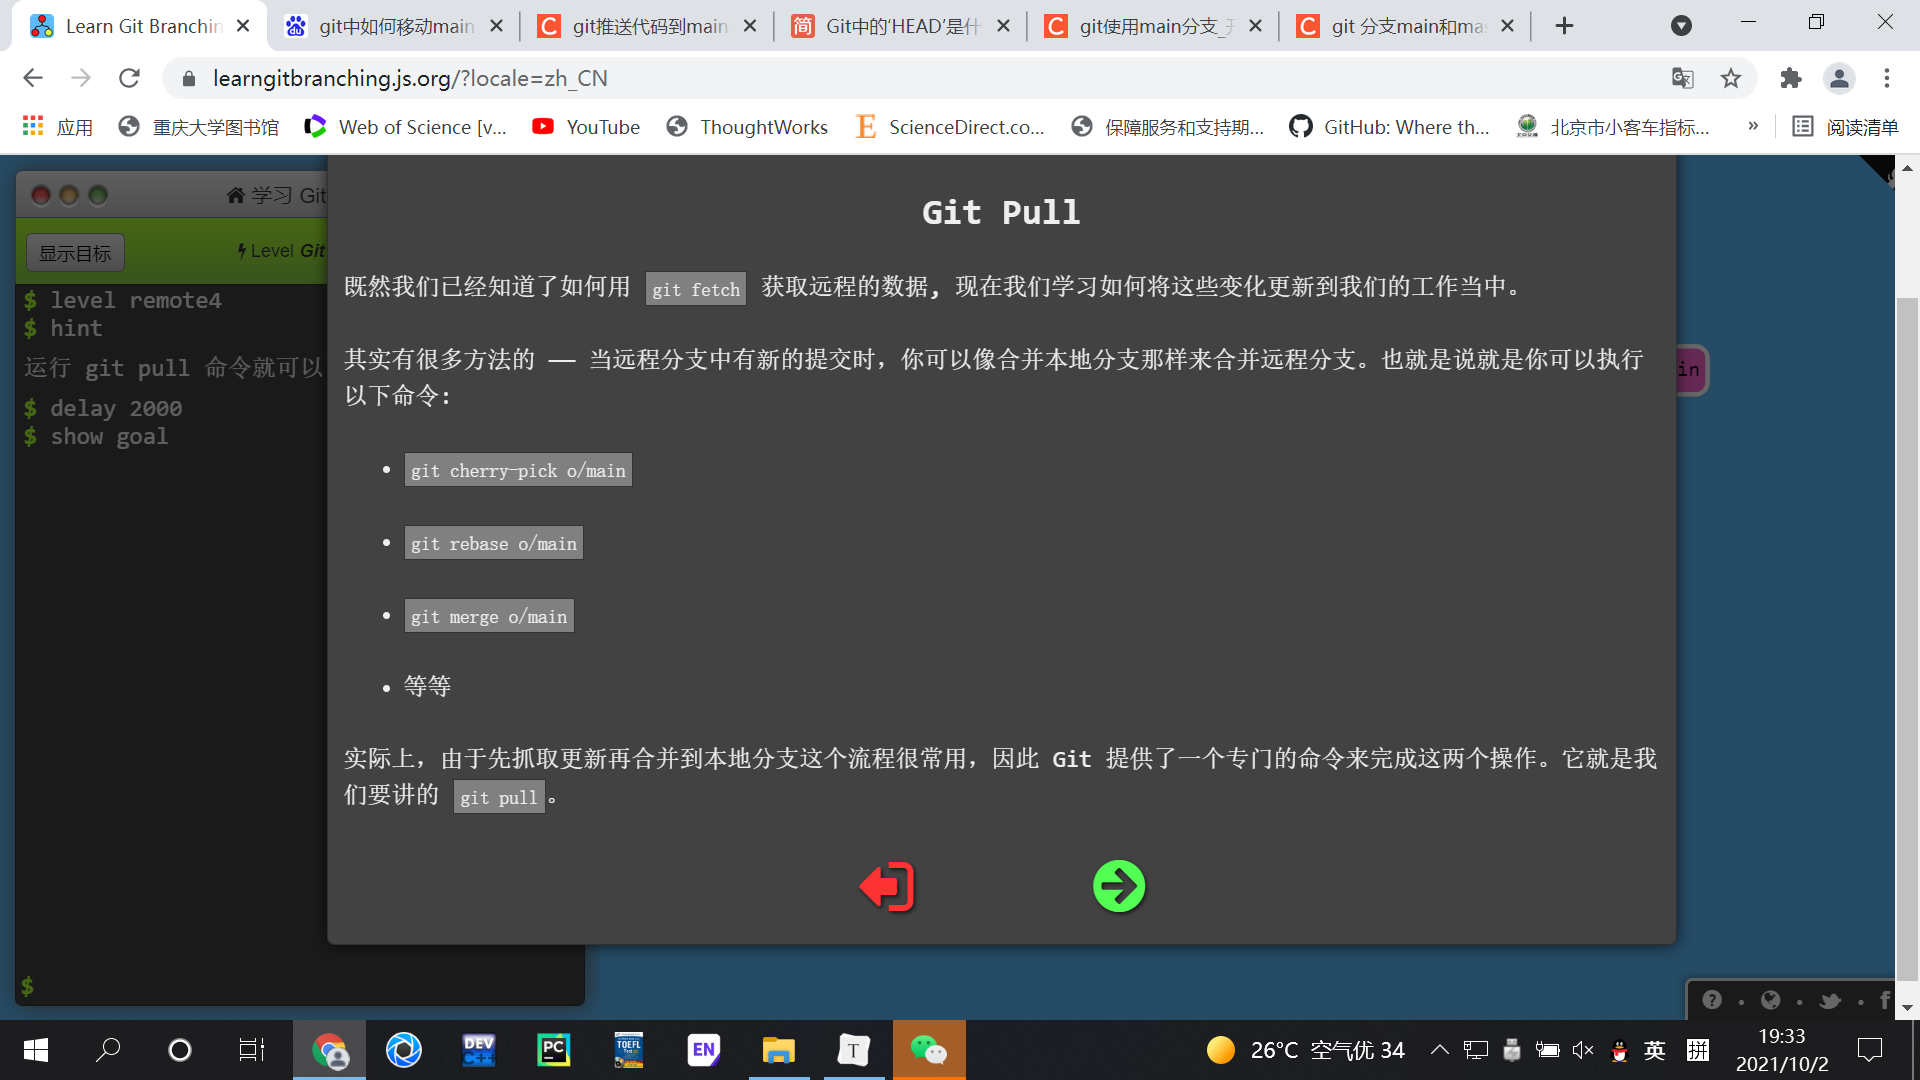 Learn Git Branchin
git中如何移动main
git推送代码到main
Git中的‘HEAD’是什
git使用main分支_开
git 分支main和mas
learngitbranching.js.org/?locale=zh_CN
应用
重庆大学图书馆
Web of Science [v...
YouTube
ThoughtWorks
ScienceDirect.co...
保障服务和支持期...
GitHub: Where th...
北京市小客车指标...
»
阅读清单
学习 Git
显示目标
Level Git
$ level remote4
$ hint
运行 git pull 命令就可以
$ delay 2000
$ show goal
$
Git Pull
既然我们已经知道了如何用 git fetch 获取远程的数据, 现在我们学习如何将这些变化更新到我们的工作当中。
其实有很多方法的 —— 当远程分支中有新的提交时，你可以像合并本地分支那样来合并远程分支。也就是说就是你可以执行
以下命令:
• git cherry-pick o/main
• git rebase o/main
• git merge o/main
• 等等
实际上，由于先抓取更新再合并到本地分支这个流程很常用，因此 Git 提供了一个专门的命令来完成这两个操作。它就是我
们要讲的 git pull。
in
DEV
C++
PC
TOEFL
EN
T
26°C 空气优 34
英
拼
19:33
2021/10/2